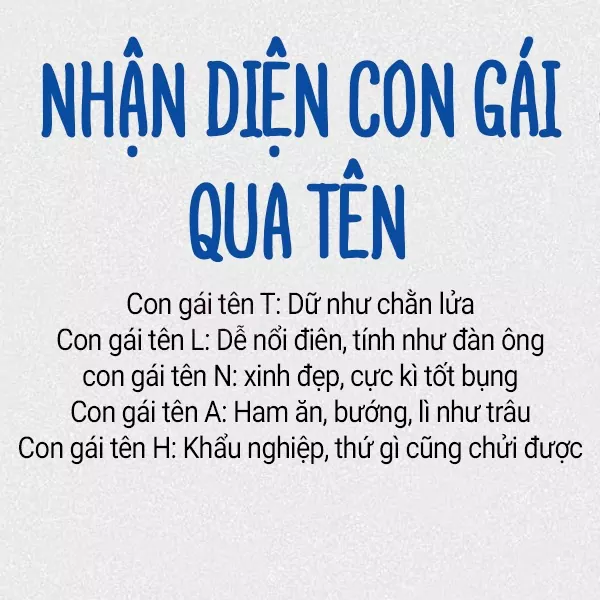 NHẬN DIỆN CON GÁI
QUA TÊN
Con gái tên T: Dữ như chằn lửa
Con gái tên L: Dễ nổi điên, tính như đàn ông
con gái tên N: xinh đẹp, cực kì tốt bụng
Con gái tên A: Ham ăn, bướng, lì như trâu
Con gái tên H: Khẩu nghiệp, thứ gì cũng chửi được